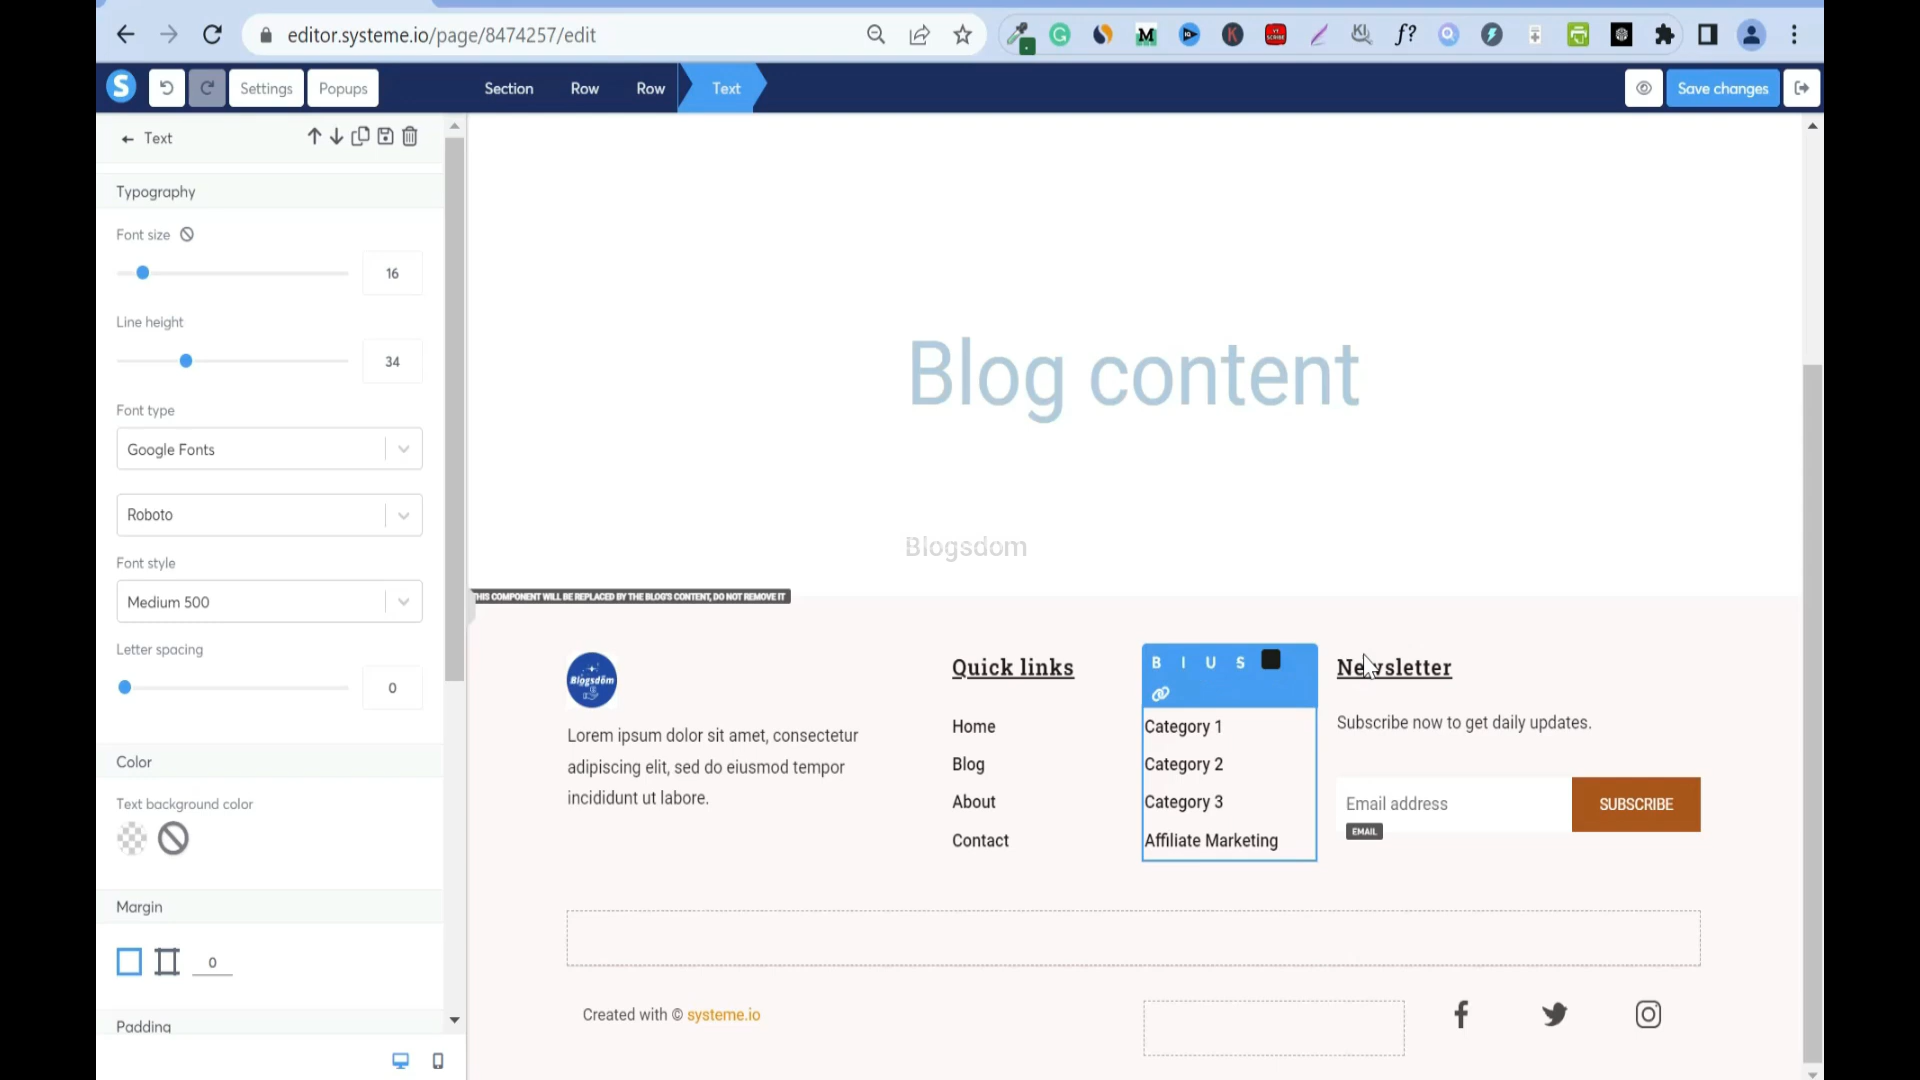 editor.systeme.io/page/8474257/edit
S
Settings
Popups
Section
Row
Row
Text
Save changes
Text
Typography
Font size
16
Line height
34
Font type
Google Fonts
Roboto
Font style
Medium 500
Letter spacing
0
Color
Text background color
Margin
0
Padding
Blog content
Blogsdom
THIS COMPONENT WILL BE REPLACED BY THE BLOG'S CONTENT, DO NOT REMOVE IT
Blogsdom
Lorem ipsum dolor sit amet, consectetur
adipiscing elit, sed do eiusmod tempor
incididunt ut labore.
Quick links
Home
Blog
About
Contact
B I U S
Category 1
Category 2
Category 3
Affiliate Marketing
Newsletter
Subscribe now to get daily updates.
Email address
SUBSCRIBE
EMAIL
Created with © systeme.io